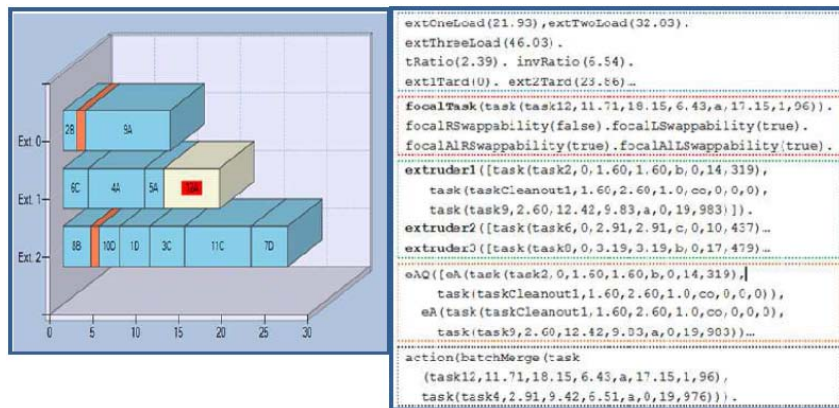 2B 9A
Ext. 0
6C 4A 5A
Ext. 1
8B 10D 1D 3C 11C 7D
Ext. 2
0 5 10 15 20 25 30
extOneLoad(21.93),extTwoLoad(32.03).
extThreeLoad(46.03).
tRatio(2.39). invRatio(6.54).
ext1Tard(0). ext2Tard(23.86)…
focalTask(task(task12,11.71,18.15,6.43,a,17.15,1,96)).
focalRSwappability(false).focalLSwappability(true).
focalAlRSwappability(true).focalAlLSwappability(true).
extruder1([task(task2,0,1.60,1.60,b,0,14,319),
task(taskCleanout1,1.60,2.60,1.0,co,0,0,0),
task(task9,2.60,12.42,9.83,a,0,19,983)]).
extruder2([task(task6,0,2.91,2.91,c,0,10,437)…
extruder3([task(task8,0,3.19,3.19,b,0,17,479)…
eAQ([eA(task(task2,0,1.60,1.60,b,0,14,319),
task(taskCleanout1,1.60,2.60,1.0,co,0,0,0)),
eA(task(taskCleanout1,1.60,2.60,1.0,co,0,0,0),
task(task9,2.60,12.42,9.83,a,0,19,983))…
action(batchMerge(task
(task12,11.71,18.15,6.43,a,17.15,1,96),
task(task4,2.91,9.42,6.51,a,0,19,976))).